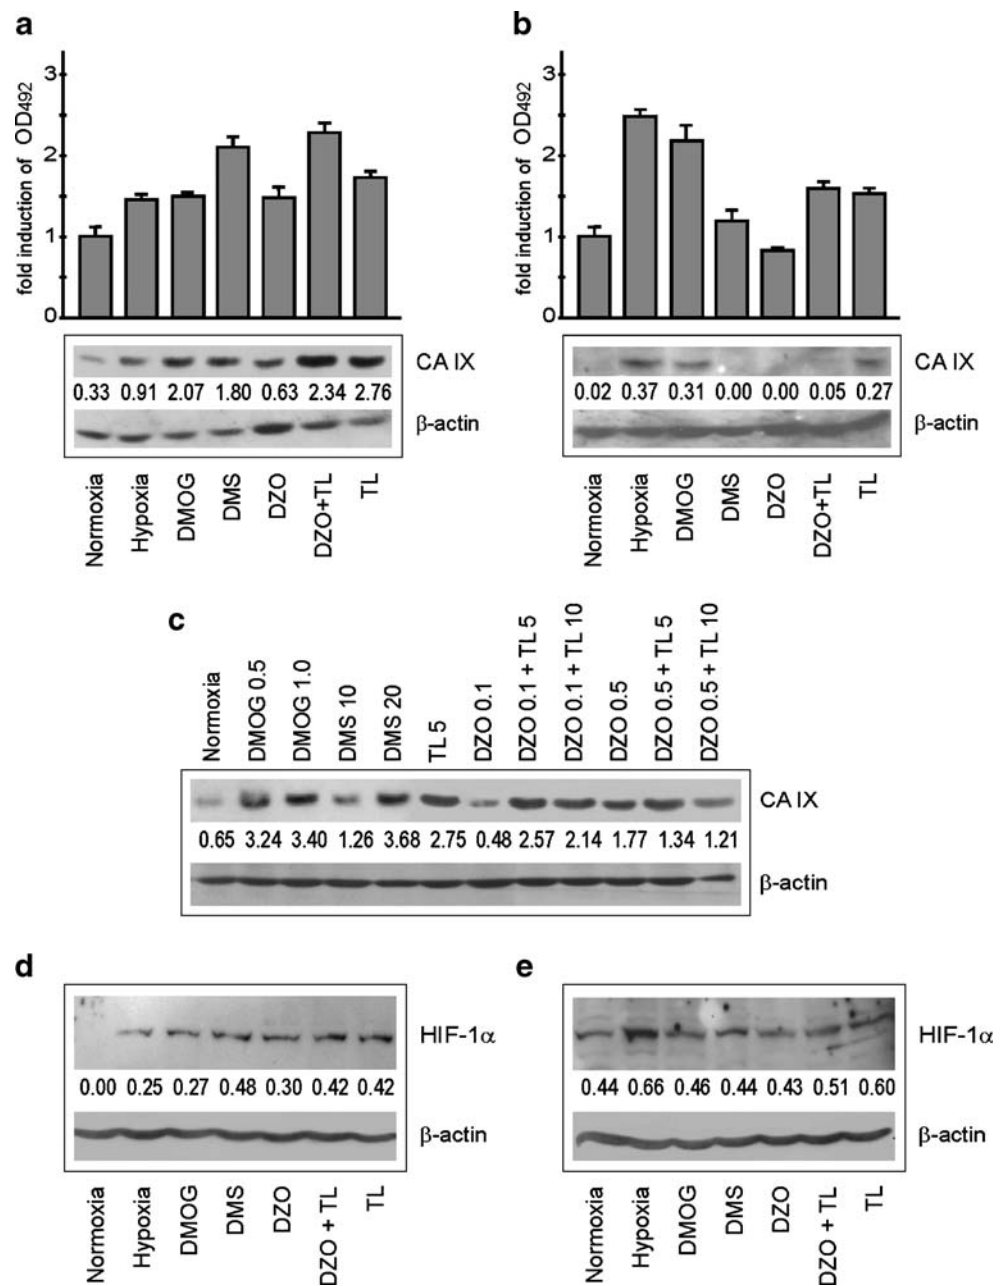 a
fold induction of OD492
3
2
1
0
CA IX
0.33 0.91 2.07 1.80 0.63 2.34 2.76
β-actin
Normoxia
Hypoxia
DMOG
DMS
DZO
DZO+TL
TL
b
fold induction of OD492
3
2
1
0
CA IX
0.02 0.37 0.31 0.00 0.00 0.05 0.27
β-actin
Normoxia
Hypoxia
DMOG
DMS
DZO
DZO+TL
TL
c
Normoxia
DMOG 0.5
DMOG 1.0
DMS 10
DMS 20
TL 5
DZO 0.1
DZO 0.1 + TL 5
DZO 0.1 + TL 10
DZO 0.5
DZO 0.5 + TL 5
DZO 0.5 + TL 10
CA IX
0.65 3.24 3.40 1.26 3.68 2.75 0.48 2.57 2.14 1.77 1.34 1.21
β-actin
d
HIF-1α
0.00 0.25 0.27 0.48 0.30 0.42 0.42
β-actin
Normoxia
Hypoxia
DMOG
DMS
DZO
DZO + TL
TL
e
HIF-1α
0.44 0.66 0.46 0.44 0.43 0.51 0.60
β-actin
Normoxia
Hypoxia
DMOG
DMS
DZO
DZO + TL
TL